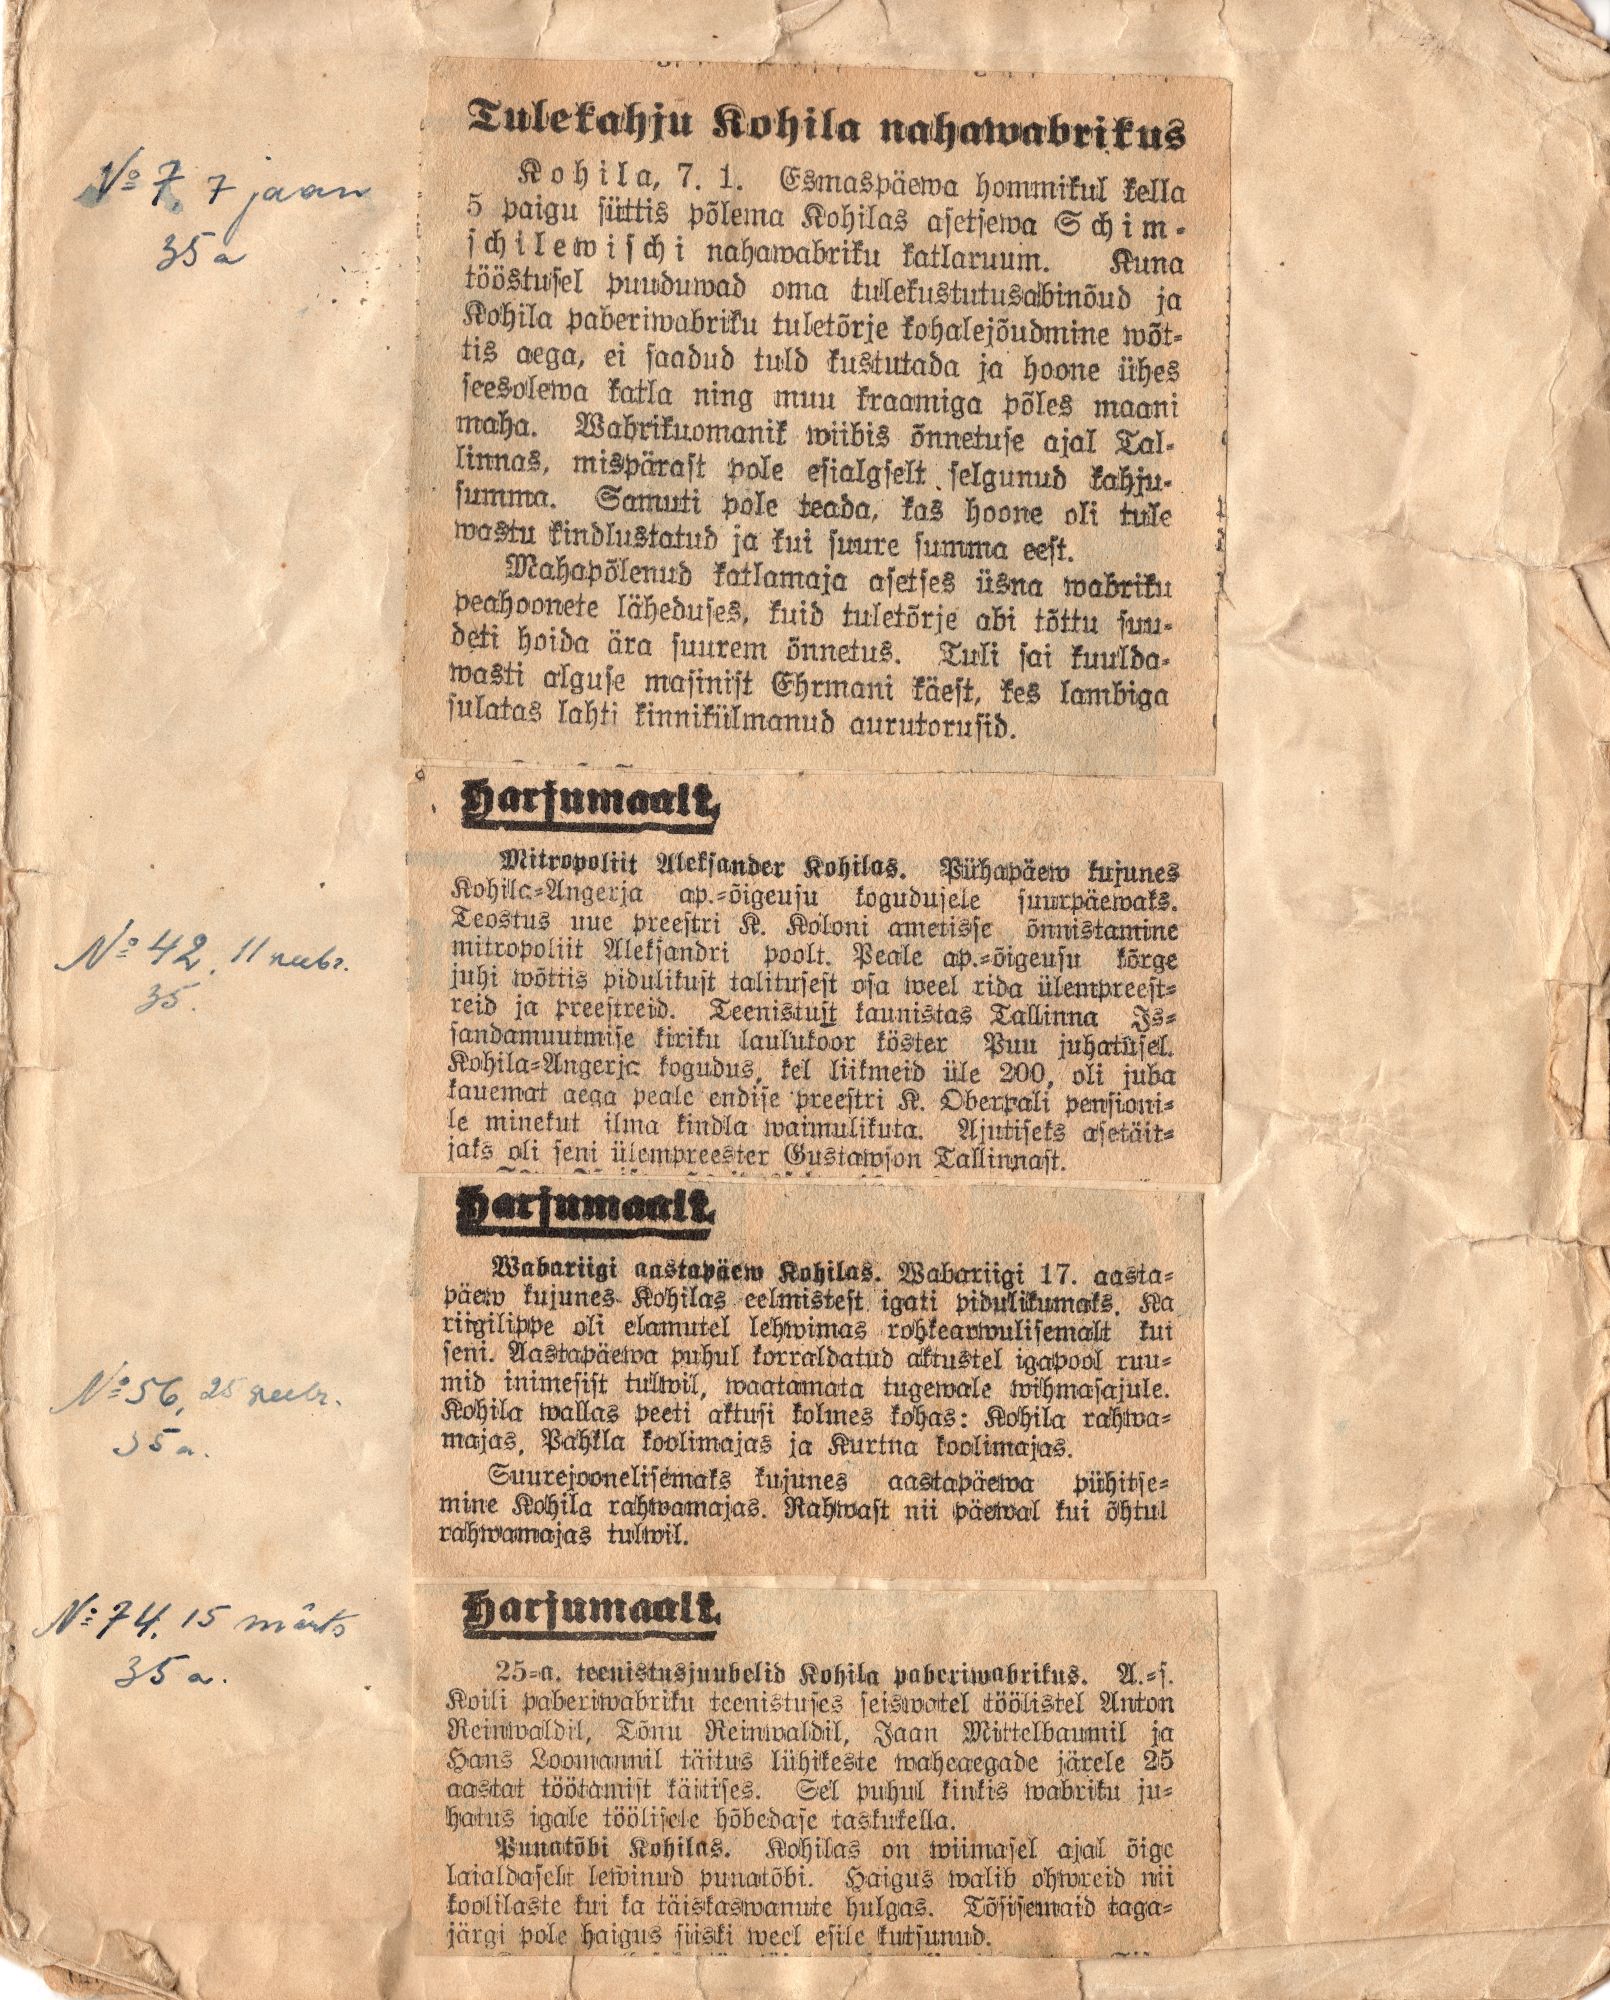 № 7, 7 jaan
35 a
Tulekahju Kohila nahawabrikus
Kohila, 7. 1. Esmaspäewa hommikul kella
5 paigu süttis põlema Kohilas asetsewa Schim-
schilewischi nahawabriku katlaruum. Kuna
tööstusel puuduwad oma tulekustutusabinõud ja
Kohila paberiwabriku tuletõrje kohalejõudmine wõt-
tis aega, ei saadud tuld kustutada ja hoone ühes
seesolewa katla ning muu kraamiga põles maani
maha. Wabrikuomanik wiibis õnnetuse ajal Tal-
linnas, mispärast pole esialgselt selgunud kahju-
summa. Samuti pole teada, kas hoone oli tule
wastu kindlustatud ja kui suure summa eest.
Mahapõlenud katlamaja asetses üsna wabriku
peahoonete läheduses, kuid tuletõrje abi tõttu suu-
deti hoida ära suurem õnnetus. Tuli sai kuulda-
wasti alguse masinist Ehrmani käest, kes lambiga
sulatas lahti kinnikülmanud aurutorusid.
№ 42, 11 veebr.
35.
Harjumaalt.
Mitropoliit Aleksander Kohilas. Pühapäew kujunes
Kohila-Angerja ap.-õigeusu kogudusele suurpäewaks.
Teostus uue preestri K. Koloni ametisse õnnistamine
mitropoliit Aleksandri poolt. Peale ap.-õigeusu kõrge
juhi wõttis pidulikust talitusest osa weel rida ülempreest-
reid ja preestreid. Teenistust kaunistas Tallinna Is-
sandamuutmise kiriku laulukoor köster Puu juhatusel.
Kohila-Angerja kogudus, kel liikmeid üle 200, oli juba
kauemat aega peale endise preestri K. Oberpali pensioni-
le minekut ilma kindla waimulikuta. Ajutiseks asetäit-
jaks oli seni ülempreester Gustawson Tallinnast.
№ 56, 25 veebr.
35 a.
Harjumaalt.
Wabariigi aastapäew Kohilas. Wabariigi 17. aasta-
päew kujunes Kohilas eelmistest igati pidulikumaks. Ka
riigilippe oli elamutel lehwimas rohkearwulisemalt kui
seni. Aastapäewa puhul korraldatud aktustel igapool ruu-
mid inimesist tulwil, waatamata tugewale wihmasajule.
Kohila wallas peeti aktusi kolmes kohas: Kohila rahwa-
majas, Pahkla koolimajas ja Kurtna koolimajas.
Suurejoonelisemaks kujunes aastapäewa pühitse-
mine Kohila rahwamajas. Rahwast nii päewal kui õhtul
rahwamajas tulwil.
№ 74, 15 märts
35 a.
Harjumaalt.
25-a. teenistusjuubelid Kohila paberiwabrikus. A.-s.
Koili paberiwabriku teenistuses seiswatel töölistel Anton
Reinwaldil, Tõnu Reinwaldil, Jaan Mittelbaumil ja
Hans Loomannil täitus lühikeste waheaegade järele 25
aastat töötamist käitises. Sel puhul kinkis wabriku ju-
hatus igale töölisele hõbedase taskukella.
Punatõbi Kohilas. Kohilas on wiimasel ajal õige
laialdaselt lewinud punatõbi. Haigus walib ohwreid nii
koolilaste kui ka täiskaswanute hulgas. Tõsisemaid taga-
järgi pole haigus siiski weel esile kutsunud.